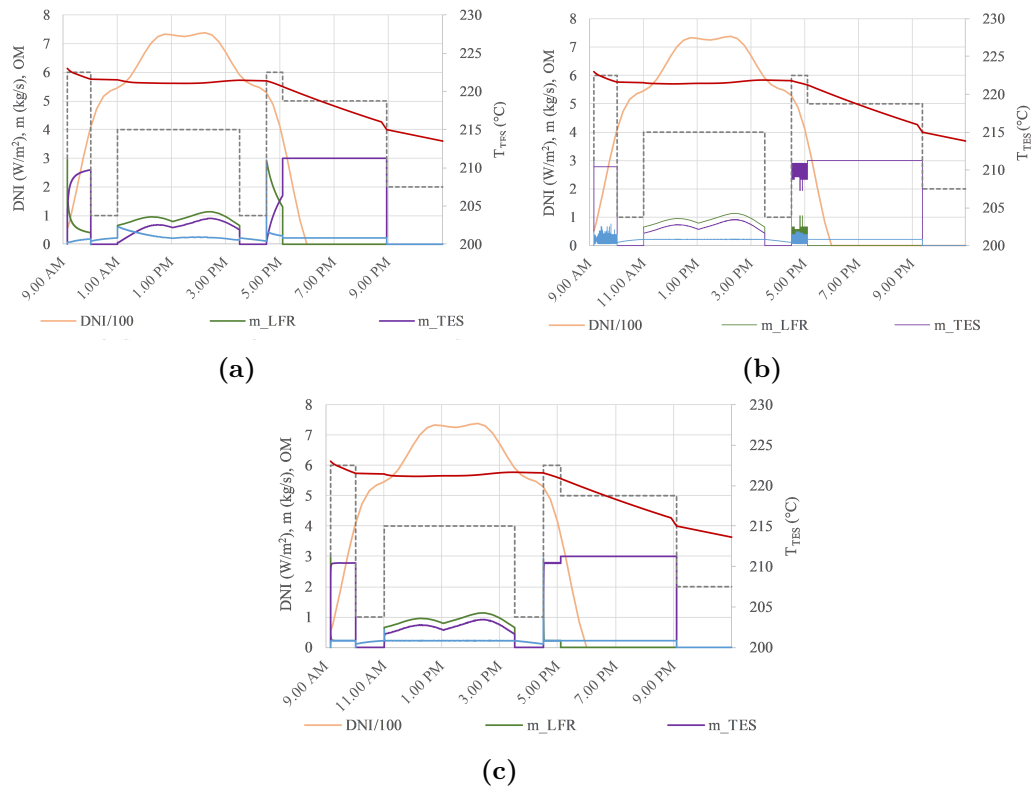 8
7
6
5
4
3
2
1
0
DNI (W/m²), m (kg/s), OM
230
225
220
215
210
205
200
T_TES (°C)
9.00 AM
1.00 AM
1.00 PM
3.00 PM
5.00 PM
7.00 PM
9.00 PM
DNI/100 m_LFR m_TES
(a)
8
7
6
5
4
3
2
1
0
DNI (W/m²), m (kg/s), OM
230
225
220
215
210
205
200
T_TES (°C)
9.00 AM
11.00 AM
1.00 PM
3.00 PM
5.00 PM
7.00 PM
9.00 PM
DNI/100 m_LFR m_TES
(b)
8
7
6
5
4
3
2
1
0
DNI (W/m²), m (kg/s), OM
230
225
220
215
210
205
200
T_TES (°C)
9.00 AM
11.00 AM
1.00 PM
3.00 PM
5.00 PM
7.00 PM
9.00 PM
DNI/100 m_LFR m_TES
(c)